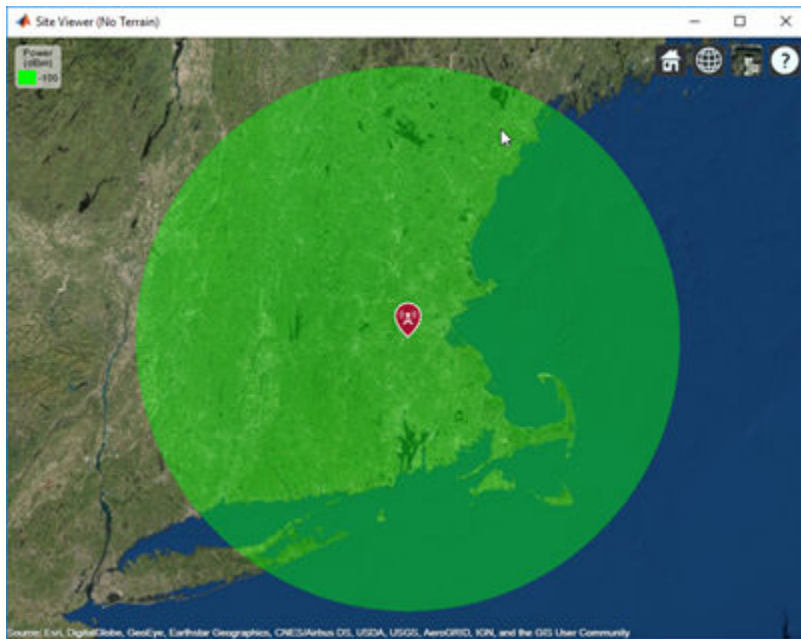 Site Viewer (No Terrain)
Power
(dBm)
-100
?
Source: Esri, DigitalGlobe, GeoEye, Earthstar Geographics, CNES/Airbus DS, USDA, USGS, AeroGRID, IGN, and the GIS User Community